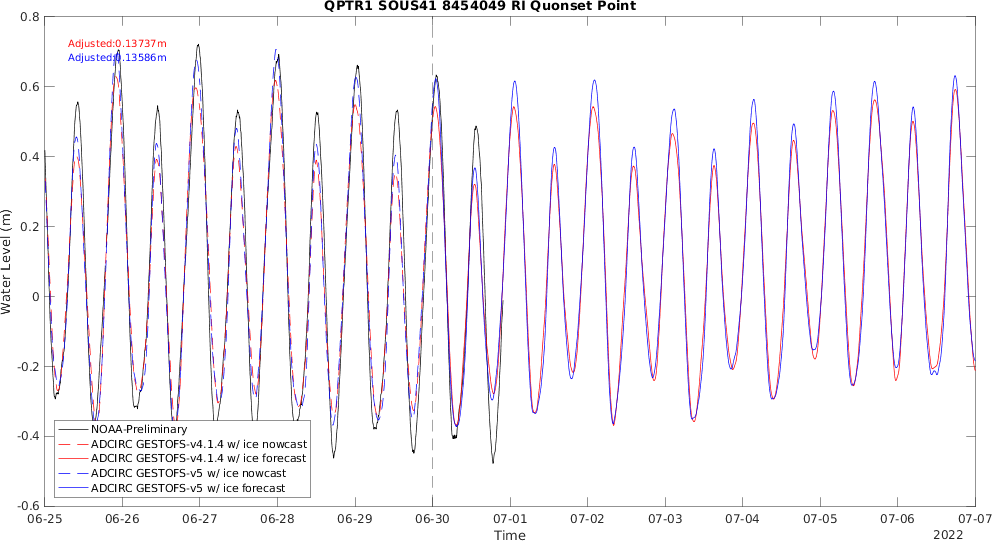 QPTR1 SOUS41 8454049 RI Quonset Point
0.8
0.6
0.4
0.2
0
-0.2
-0.4
-0.6
Water Level (m)
Adjusted:0.13737m
Adjusted:0.13586m
NOAA-Preliminary
ADCIRC GESTOFS-v4.1.4 w/ ice nowcast
ADCIRC GESTOFS-v4.1.4 w/ ice forecast
ADCIRC GESTOFS-v5 w/ ice nowcast
ADCIRC GESTOFS-v5 w/ ice forecast
06-25 06-26 06-27 06-28 06-29 06-30 07-01 07-02 07-03 07-04 07-05 07-06 07-07
Time
2022